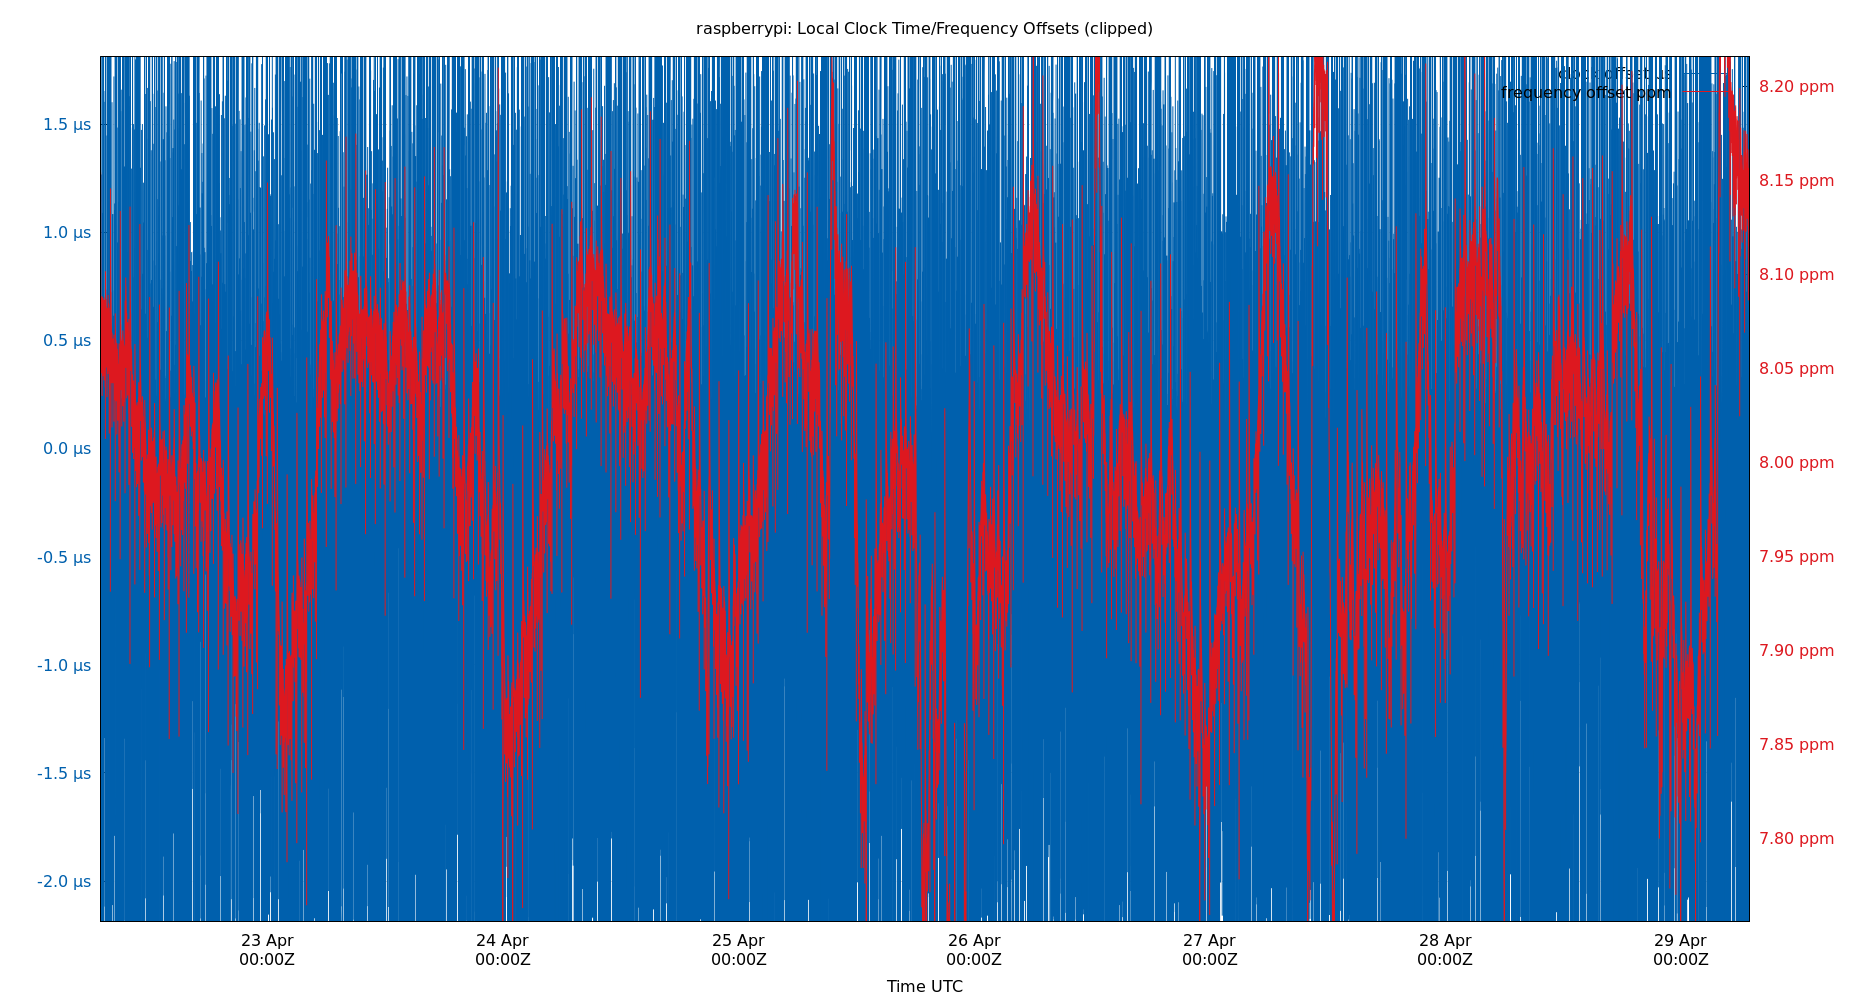 raspberrypi: Local Clock Time/Frequency Offsets (clipped)
clock offset us
frequency offset ppm
1.5 µs
1.0 µs
0.5 µs
0.0 µs
-0.5 µs
-1.0 µs
-1.5 µs
-2.0 µs
8.20 ppm
8.15 ppm
8.10 ppm
8.05 ppm
8.00 ppm
7.95 ppm
7.90 ppm
7.85 ppm
7.80 ppm
23 Apr 24 Apr 25 Apr 26 Apr 27 Apr 28 Apr 29 Apr
00:00Z 00:00Z 00:00Z 00:00Z 00:00Z 00:00Z 00:00Z
Time UTC